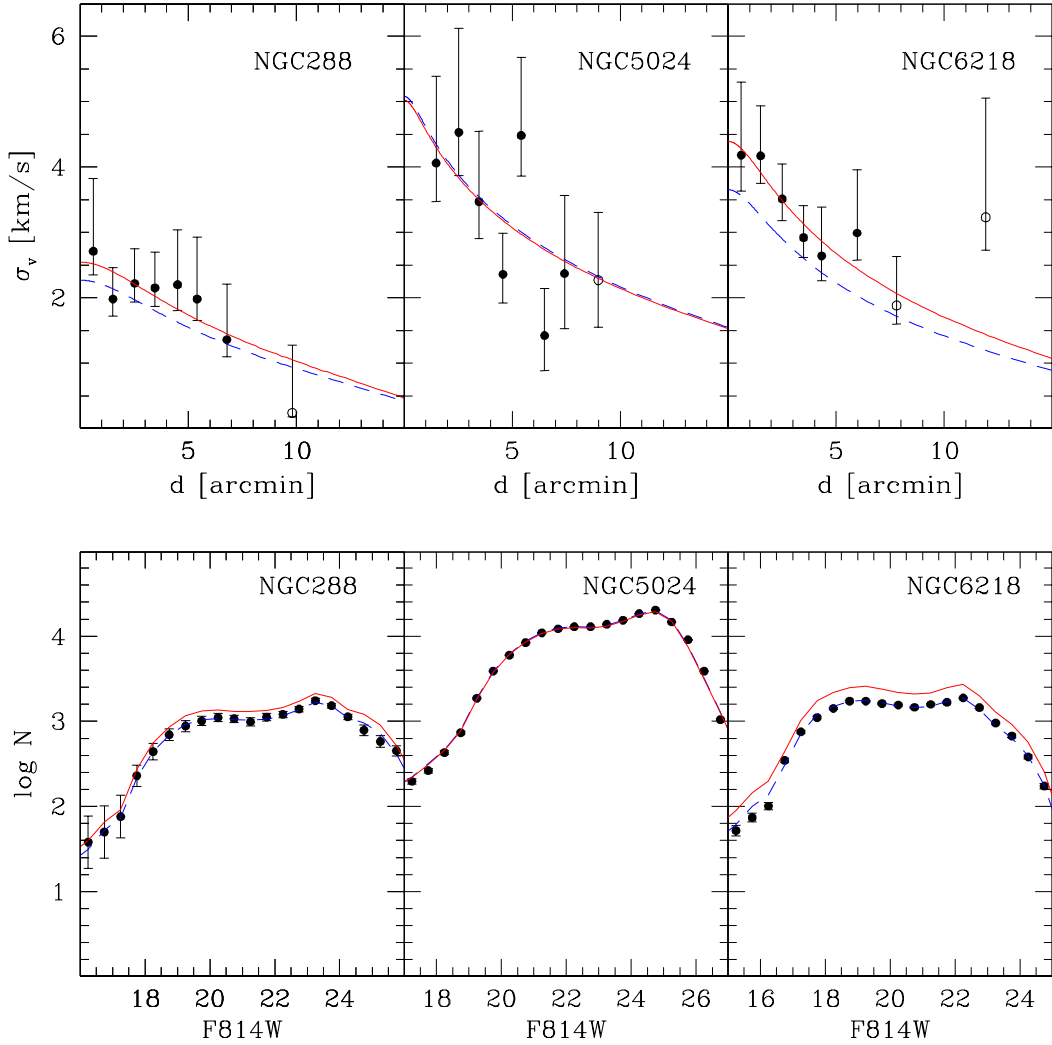 NGC288 NGC5024 NGC6218
6
4
2
σv [km/s]
5 10 5 10 5 10
d [arcmin] d [arcmin] d [arcmin]
NGC288 NGC5024 NGC6218
4
3
2
1
log N
18 20 22 24 18 20 22 24 26 16 18 20 22 24
F814W F814W F814W